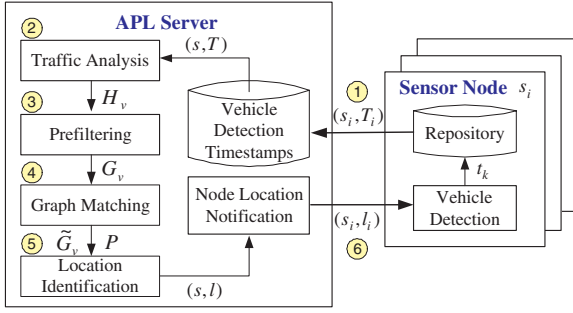 APL Server
2
Traffic Analysis
(s, T)
H_v
3
Prefiltering
G_v
4
Graph Matching
G̃_v P
5
Location
Identification
(s, l)
Vehicle
Detection
Timestamps
Node Location
Notification
1
(s_i, T_i)
(s_i, l_i)
6
Sensor Node s_i
Repository
t_k
Vehicle
Detection